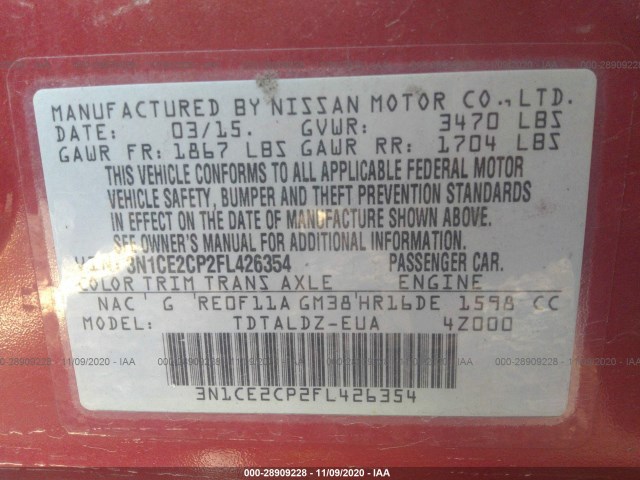 MANUFACTURED BY NISSAN MOTOR CO., LTD.
DATE: 03/15. GVWR: 3470 LBS
GAWR FR: 1867 LBS GAWR RR: 1704 LBS
THIS VEHICLE CONFORMS TO ALL APPLICABLE FEDERAL MOTOR
VEHICLE SAFETY, BUMPER AND THEFT PREVENTION STANDARDS
IN EFFECT ON THE DATE OF MANUFACTURE SHOWN ABOVE.
SEE OWNER'S MANUAL FOR ADDITIONAL INFORMATION.
VIN: 3N1CE2CP2FL426354 PASSENGER CAR.
COLOR TRIM TRANS AXLE ENGINE
NAC G RE0F11A GM38 HR16DE 1598 CC
MODEL: TDTALDZ-EUA 4Z000
3N1CE2CP2FL426354
000-28909228 - 11/09/2020 - IAA